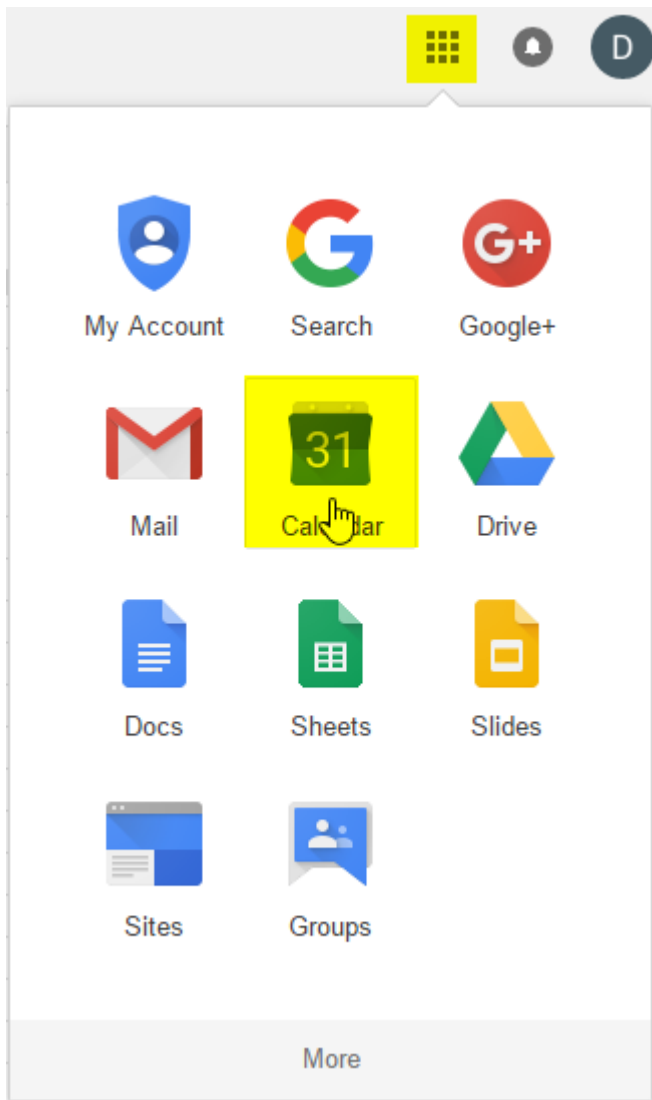 D
My Account Search Google+
G+
31
Mail Calendar Drive
Docs Sheets Slides
Sites Groups
More